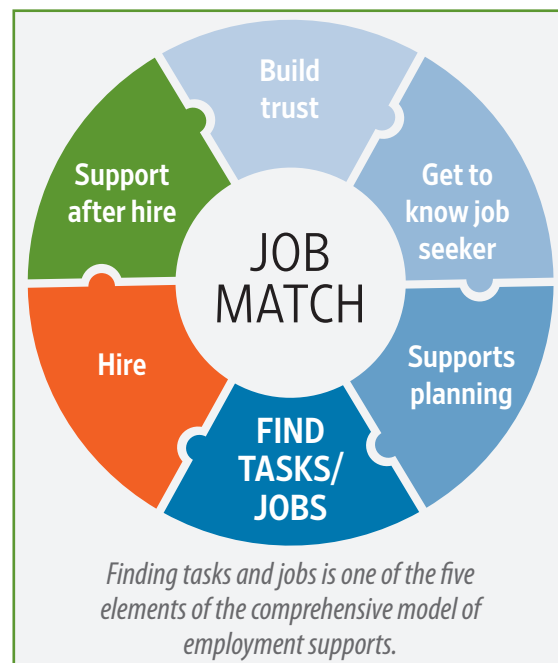 Build
trust
Get to
know job
seeker
Supports
planning
FIND
TASKS/
JOBS
Hire
Support
after hire
JOB
MATCH
Finding tasks and jobs is one of the five
elements of the comprehensive model of
employment supports.